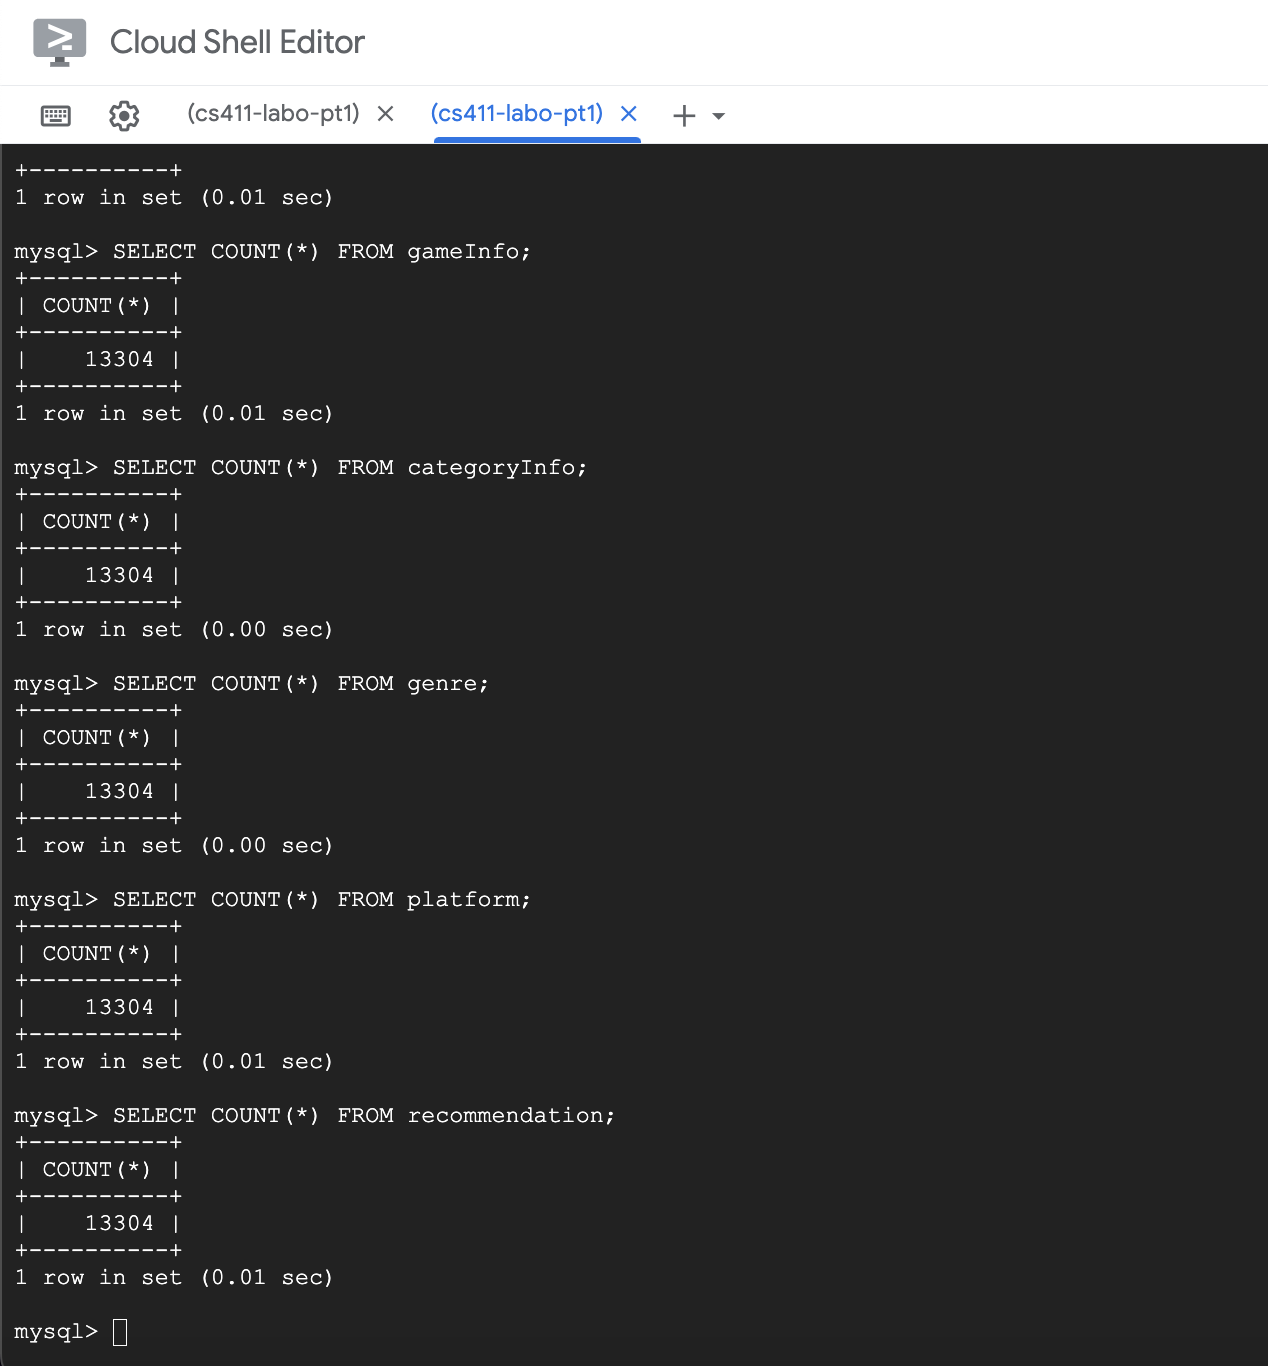 Cloud Shell Editor
(cs411-labo-pt1) (cs411-labo-pt1)
+----------+
1 row in set (0.01 sec)
mysql> SELECT COUNT(*) FROM gameInfo;
+----------+
| COUNT(*) |
+----------+
|    13304 |
+----------+
1 row in set (0.01 sec)
mysql> SELECT COUNT(*) FROM categoryInfo;
+----------+
| COUNT(*) |
+----------+
|    13304 |
+----------+
1 row in set (0.00 sec)
mysql> SELECT COUNT(*) FROM genre;
+----------+
| COUNT(*) |
+----------+
|    13304 |
+----------+
1 row in set (0.00 sec)
mysql> SELECT COUNT(*) FROM platform;
+----------+
| COUNT(*) |
+----------+
|    13304 |
+----------+
1 row in set (0.01 sec)
mysql> SELECT COUNT(*) FROM recommendation;
+----------+
| COUNT(*) |
+----------+
|    13304 |
+----------+
1 row in set (0.01 sec)
mysql>